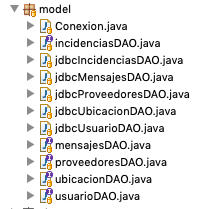 model
Conexion.java
incidenciasDAO.java
jdbcIncidenciasDAO.java
jdbcMensajesDAO.java
jdbcProveedoresDAO.java
jdbcUbicacionDAO.java
jdbcUsuarioDAO.java
mensajesDAO.java
proveedoresDAO.java
ubicacionDAO.java
usuarioDAO.java